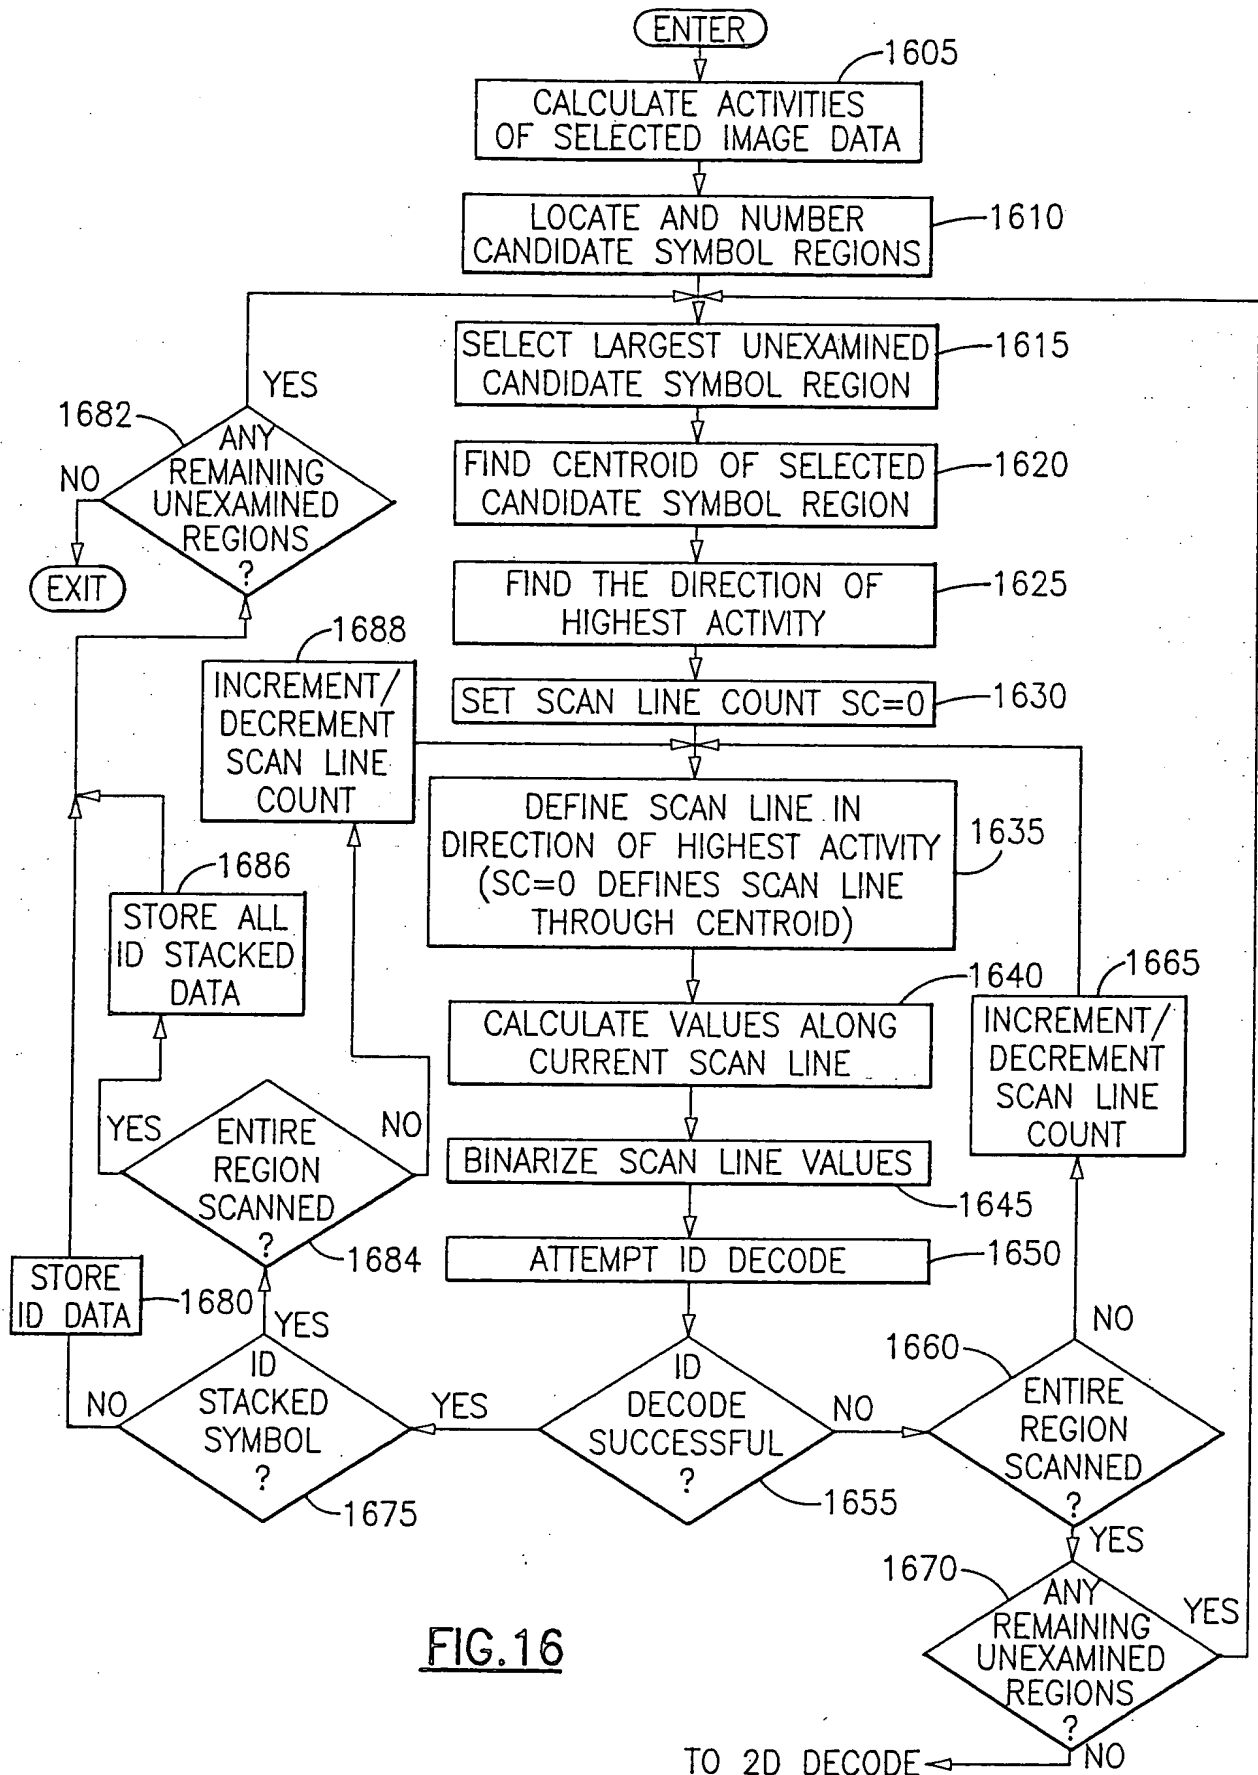 ENTER
1605
CALCULATE ACTIVITIES
OF SELECTED IMAGE DATA
LOCATE AND NUMBER
CANDIDATE SYMBOL REGIONS
1610
SELECT LARGEST UNEXAMINED
CANDIDATE SYMBOL REGION
1615
YES
1682
ANY
REMAINING
UNEXAMINED
REGIONS
?
NO
EXIT
FIND CENTROID OF SELECTED
CANDIDATE SYMBOL REGION
1620
FIND THE DIRECTION OF
HIGHEST ACTIVITY
1625
1688
INCREMENT/
DECREMENT
SCAN LINE
COUNT
SET SCAN LINE COUNT SC=0
1630
DEFINE SCAN LINE IN
DIRECTION OF HIGHEST ACTIVITY
(SC=0 DEFINES SCAN LINE
THROUGH CENTROID)
1635
1686
STORE ALL
ID STACKED
DATA
1640
CALCULATE VALUES ALONG
CURRENT SCAN LINE
1665
INCREMENT/
DECREMENT
SCAN LINE
COUNT
YES
ENTIRE
REGION
SCANNED
?
NO
1684
BINARIZE SCAN LINE VALUES
1645
ATTEMPT ID DECODE
1650
STORE
ID DATA
1680
YES
NO
ID
STACKED
SYMBOL
?
1675
YES
ID
DECODE
SUCCESSFUL
?
1655
NO
1660
NO
ENTIRE
REGION
SCANNED
?
YES
1670
ANY
REMAINING
UNEXAMINED
REGIONS
?
YES
NO
TO 2D DECODE
FIG.16